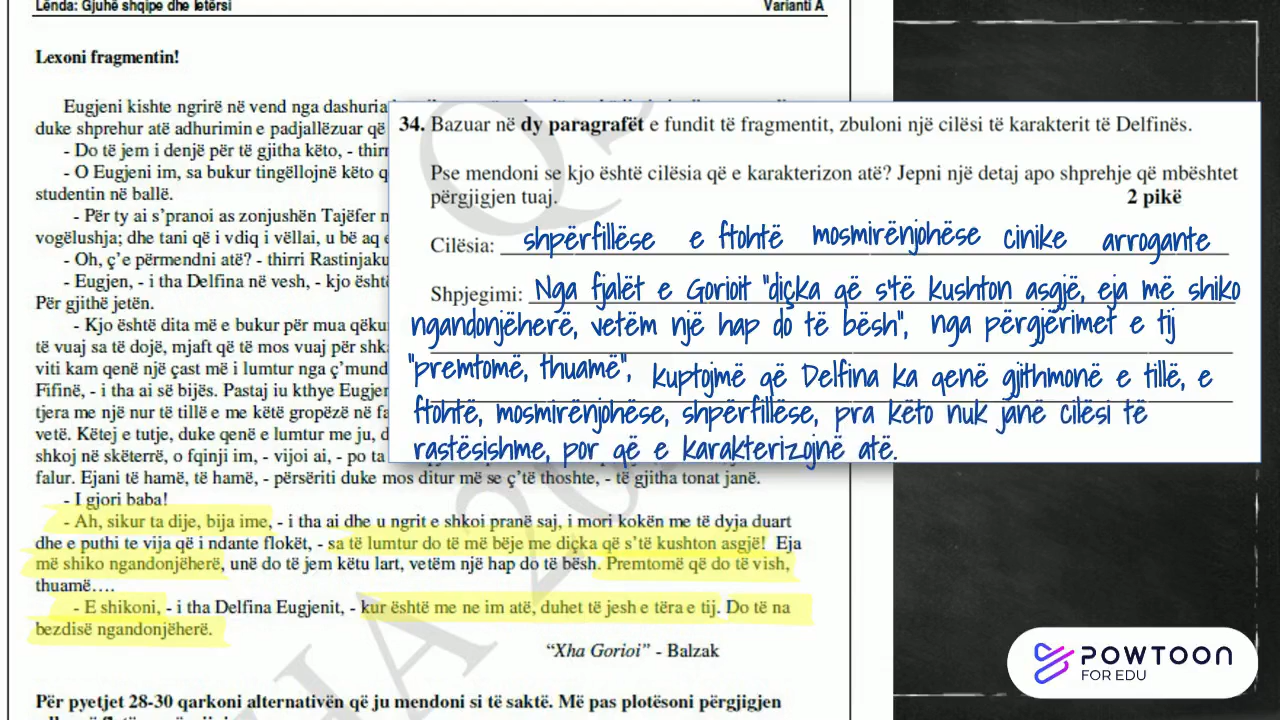 Lënda: Gjuhë shqipe dhe letërsi Varianti A
Lexoni fragmentin!
Eugjeni kishte ngrirë në vend nga dashuria
duke shprehur atë adhurimin e padjallëzuar që
- Do të jem i denjë për të gjitha këto, - thirr
- O Eugjeni im, sa bukur tingëllojnë këto q
studentin në ballë.
- Për ty ai s’pranoi as zonjushën Tajëfer n
vogëlushja; dhe tani që i vdiq i vëllai, u bë aq e
- Oh, ç’e përmendni atë? - thirri Rastinjaku
- Eugjen, - i tha Delfina në vesh, - kjo ësht
Për gjithë jetën.
- Kjo është dita më e bukur për mua qëku
të vuaj sa të dojë, mjaft që të mos vuaj për shka
viti kam qenë një çast më i lumtur nga ç’mund
Fifinë, - i tha ai së bijës. Pastaj iu kthye Eugjer
tjera me një nur të tillë e me këtë gropëzë në fa
vetë. Këtej e tutje, duke qenë e lumtur me ju, d
shkoj në skëterrë, o fqinji im, - vijoi ai, - po ta
falur. Ejani të hamë, të hamë, - përsëriti duke mos ditur më se ç’të thoshte, - të gjitha tonat janë.
- I gjori baba!
- Ah, sikur ta dije, bija ime, - i tha ai dhe u ngrit e shkoi pranë saj, i mori kokën me të dyja duart
dhe e puthi te vija që i ndante flokët, - sa të lumtur do të më bëje me diçka që s’të kushton asgjë! Eja
më shiko ngandonjëherë, unë do të jem këtu lart, vetëm një hap do të bësh. Premtomë që do të vish,
thuamë….
- E shikoni, - i tha Delfina Eugjenit, - kur është me ne im atë, duhet të jesh e tëra e tij. Do të na
bezdisë ngandonjëherë.
“Xha Gorioi” - Balzak
Për pyetjet 28-30 qarkoni alternativën që ju mendoni si të saktë. Më pas plotësoni përgjigjen
34. Bazuar në dy paragrafët e fundit të fragmentit, zbuloni një cilësi të karakterit të Delfinës.
Pse mendoni se kjo është cilësia që e karakterizon atë? Jepni një detaj apo shprehje që mbështet
përgjigjen tuaj. 2 pikë
Cilësia: shpërfillëse e ftohtë mosmirënjohëse cinike arrogante
Shpjegimi: Nga fjalët e Gorioit "diçka që s'të kushton asgjë, eja më shiko
ngandonjëherë, vetëm një hap do të bësh", nga përgjërimet e tij
"premtomë, thuamë", kuptojmë që Delfina ka qenë gjithmonë e tillë, e
ftohtë, mosmirënjohëse, shpërfillëse, pra këto nuk janë cilësi të
rastësishme, por që e karakterizojnë atë.
POWTOON
FOR EDU